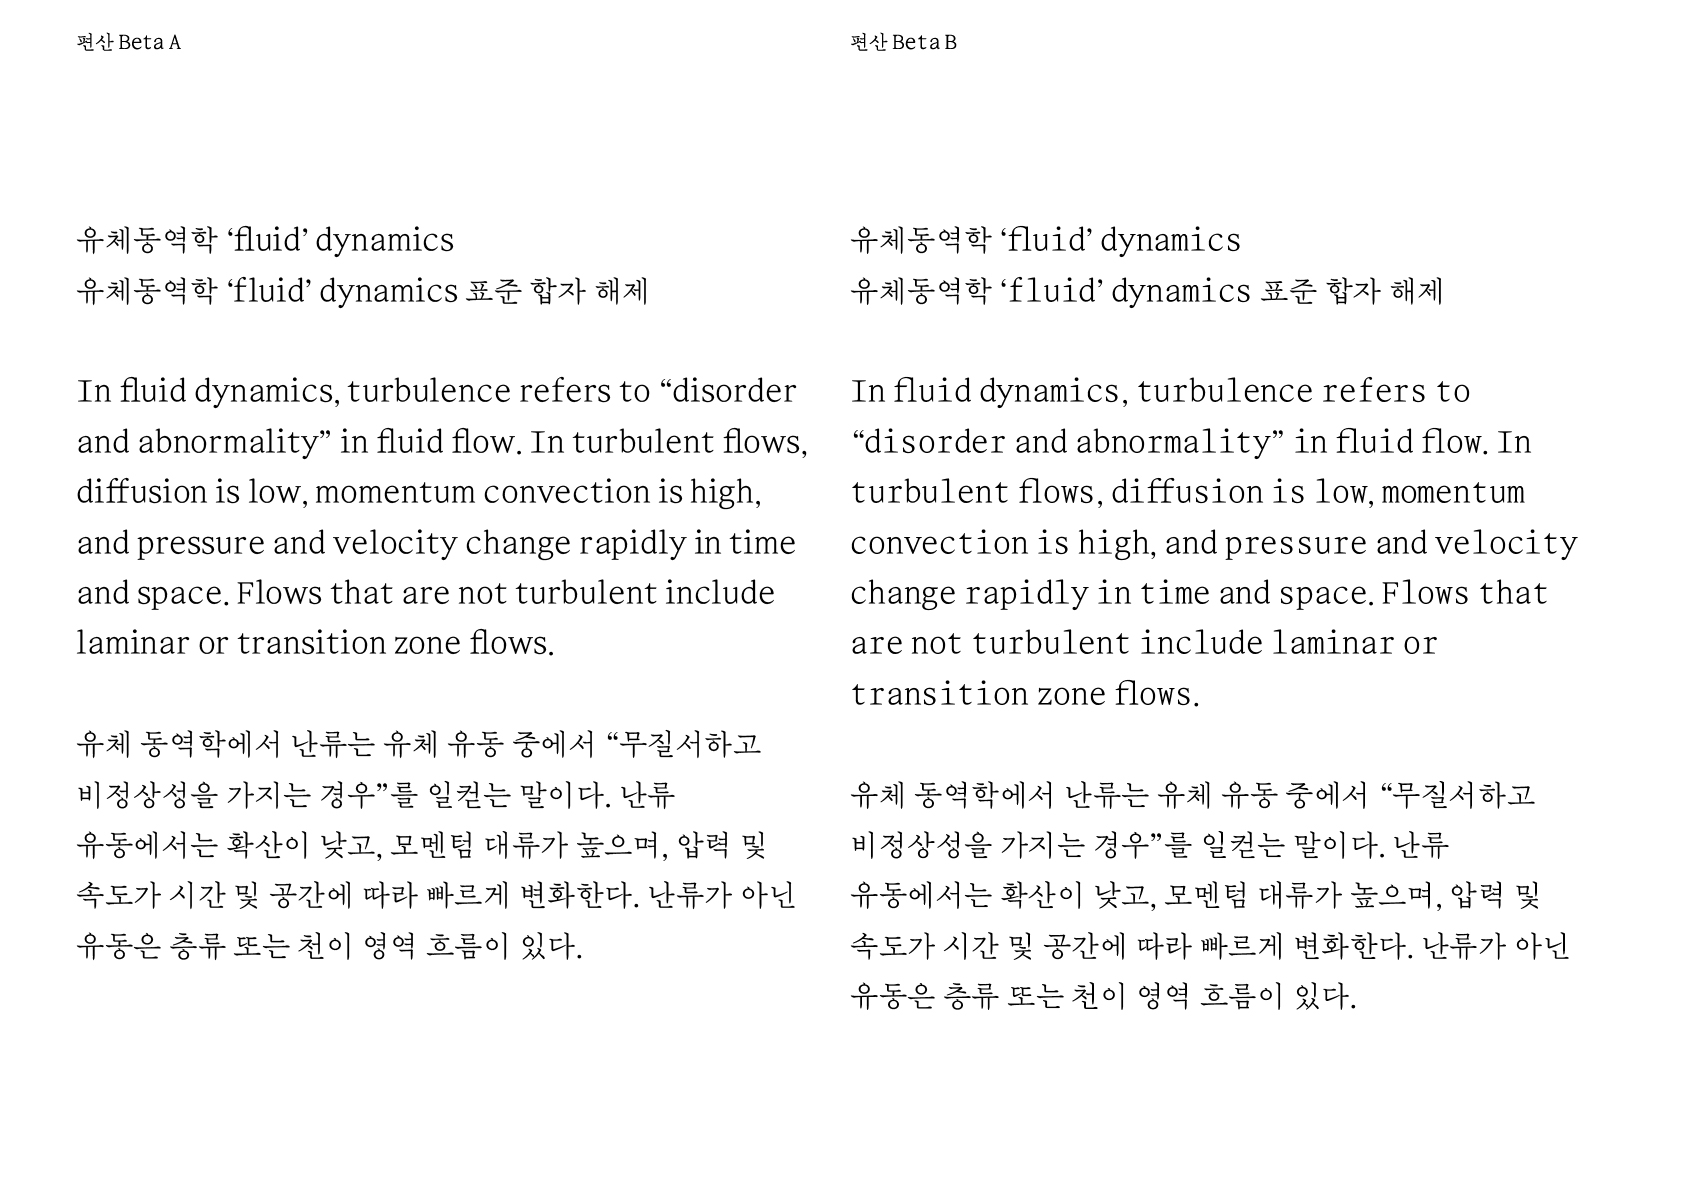 편산 Beta A
유체동역학 ‘fluid’ dynamics
유체동역학 ‘fluid’ dynamics 표준 합자 해제
In fluid dynamics, turbulence refers to “disorder
and abnormality” in fluid flow. In turbulent flows,
diffusion is low, momentum convection is high,
and pressure and velocity change rapidly in time
and space. Flows that are not turbulent include
laminar or transition zone flows.
유체 동역학에서 난류는 유체 유동 중에서 “무질서하고
비정상성을 가지는 경우”를 일컫는 말이다. 난류
유동에서는 확산이 낮고, 모멘텀 대류가 높으며, 압력 및
속도가 시간 및 공간에 따라 빠르게 변화한다. 난류가 아닌
유동은 층류 또는 천이 영역 흐름이 있다.
편산 Beta B
유체동역학 ‘fluid’ dynamics
유체동역학 ‘fluid’ dynamics 표준 합자 해제
In fluid dynamics, turbulence refers to
“disorder and abnormality” in fluid flow. In
turbulent flows, diffusion is low, momentum
convection is high, and pressure and velocity
change rapidly in time and space. Flows that
are not turbulent include laminar or
transition zone flows.
유체 동역학에서 난류는 유체 유동 중에서 “무질서하고
비정상성을 가지는 경우”를 일컫는 말이다. 난류
유동에서는 확산이 낮고, 모멘텀 대류가 높으며, 압력 및
속도가 시간 및 공간에 따라 빠르게 변화한다. 난류가 아닌
유동은 층류 또는 천이 영역 흐름이 있다.